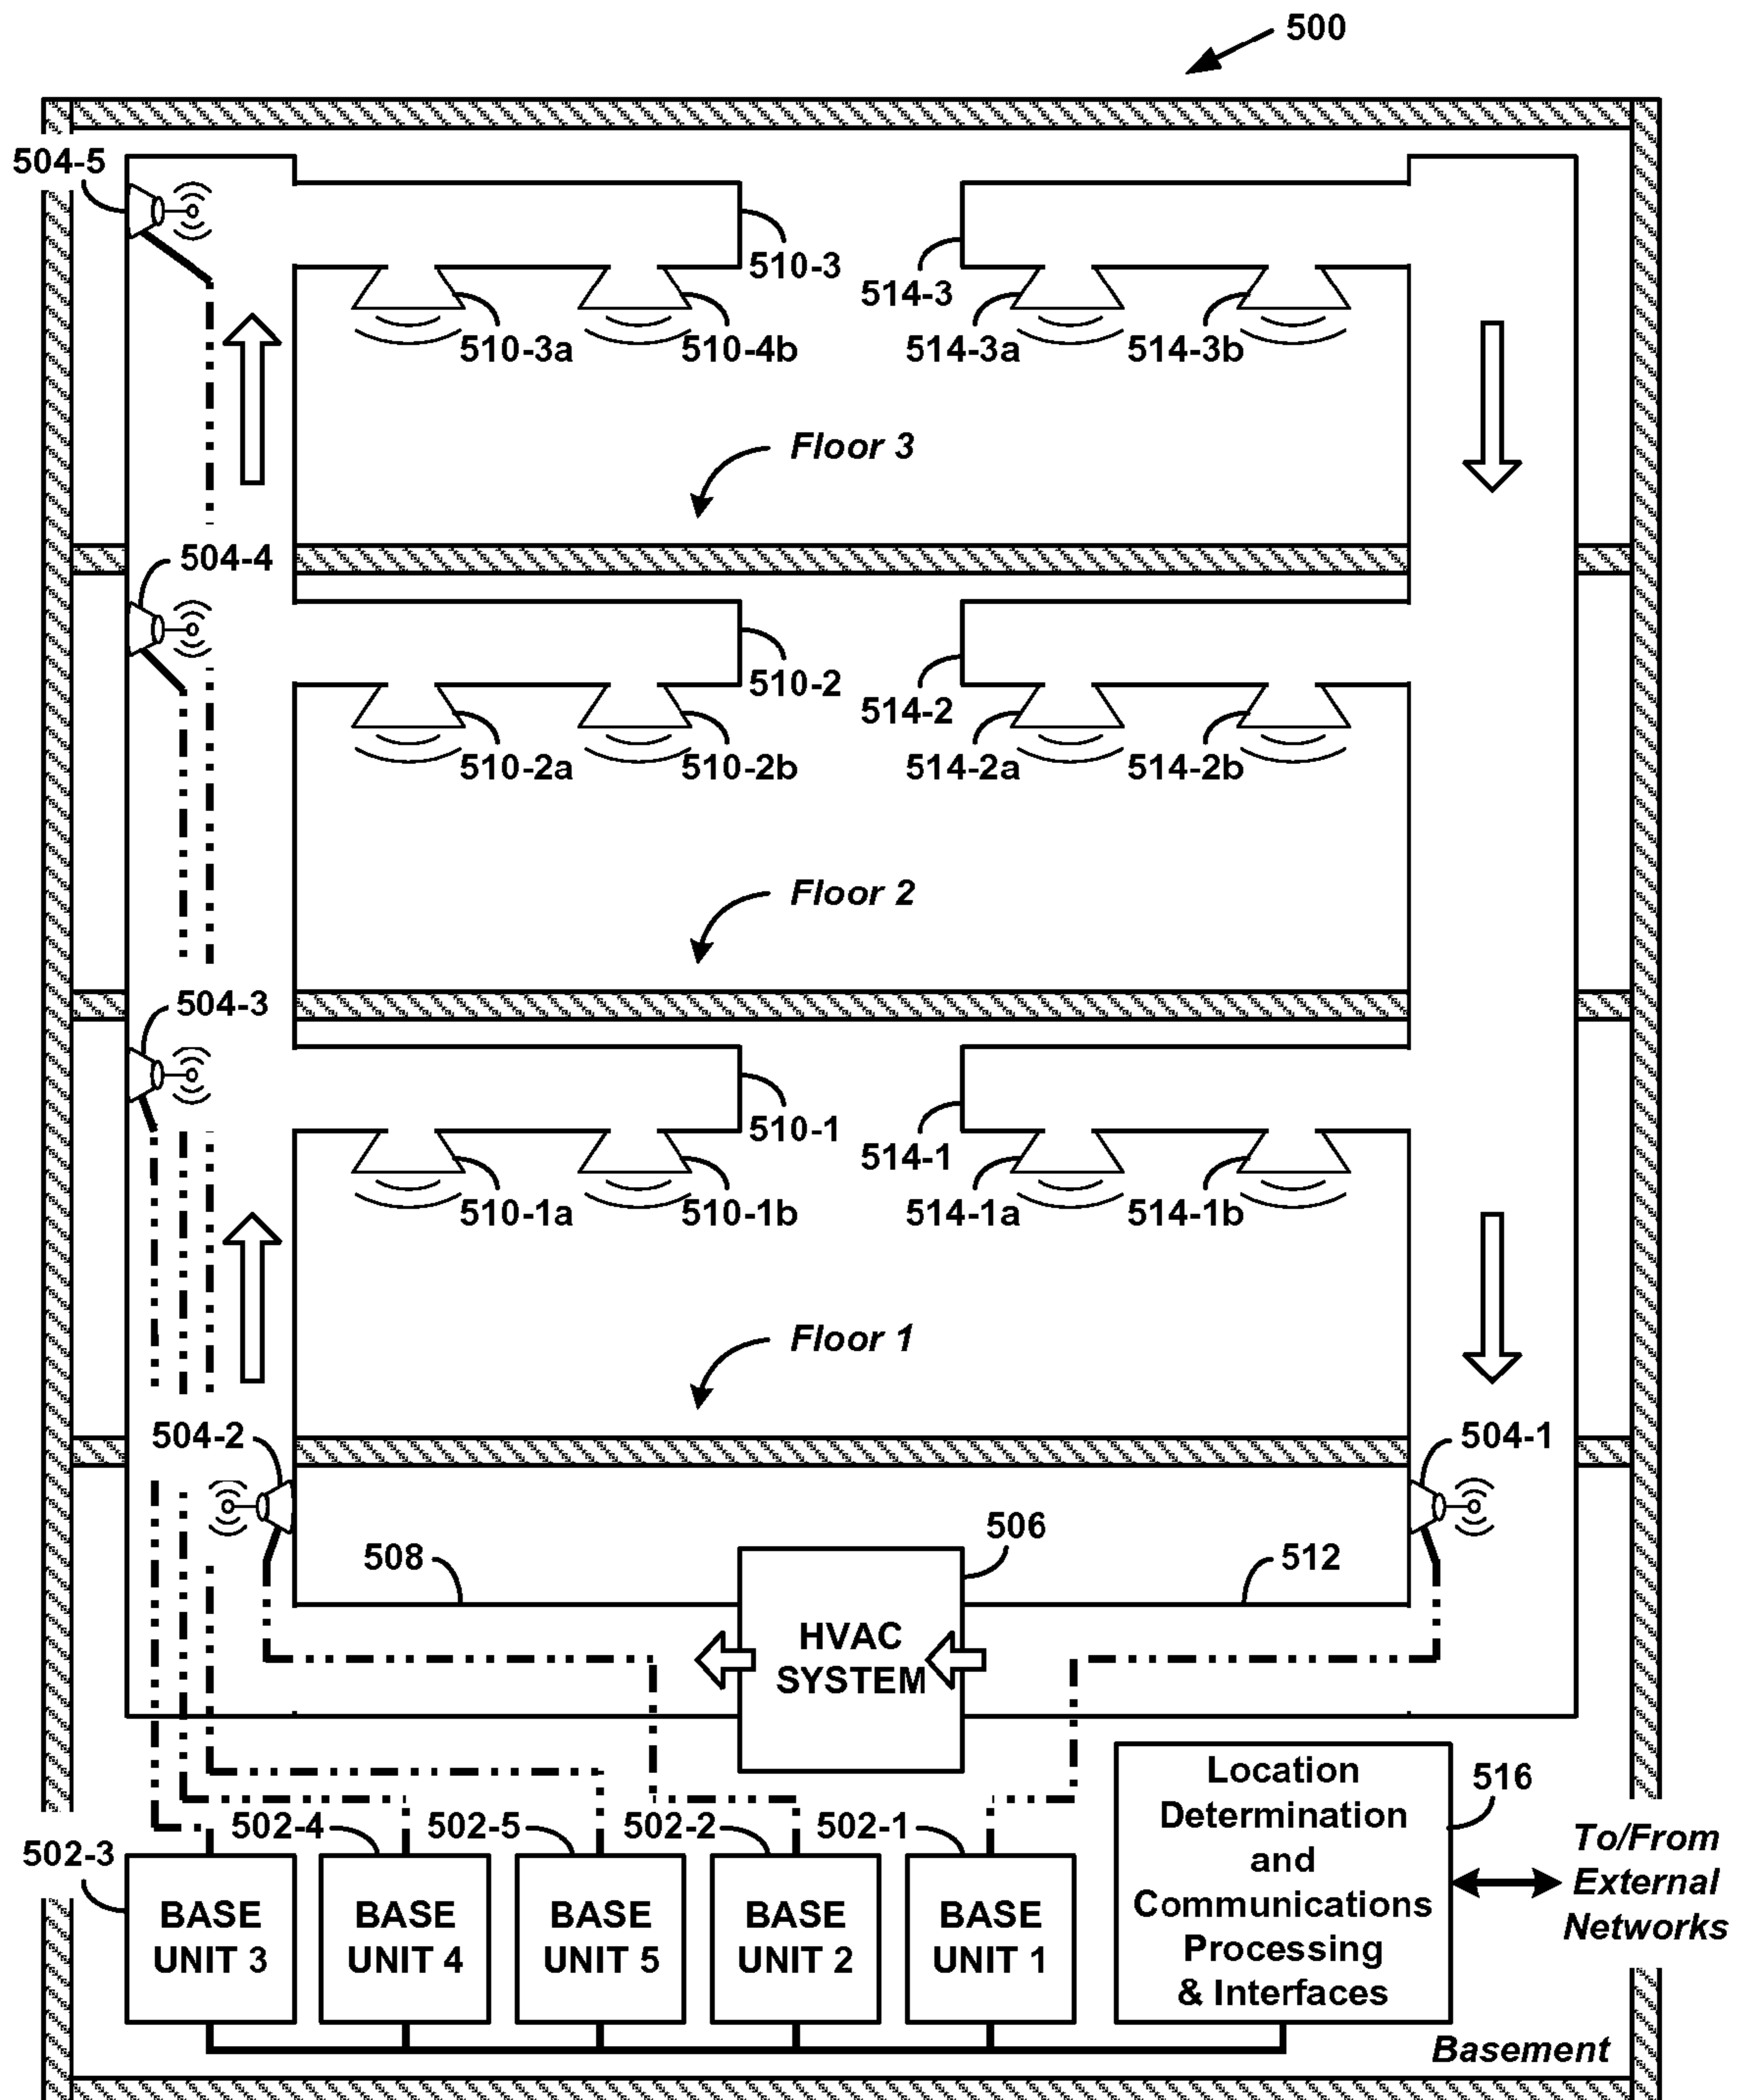 500
504-5
510-3
514-3
510-3a
510-4b
514-3a
514-3b
Floor 3
504-4
510-2
514-2
510-2a
510-2b
514-2a
514-2b
Floor 2
504-3
510-1
514-1
510-1a
510-1b
514-1a
514-1b
Floor 1
504-2
504-1
506
508
512
HVAC
SYSTEM
516
Location
Determination
and
Communications
Processing
& Interfaces
To/From
External
Networks
502-3
502-4
502-5
502-2
502-1
BASE
UNIT 3
BASE
UNIT 4
BASE
UNIT 5
BASE
UNIT 2
BASE
UNIT 1
Basement